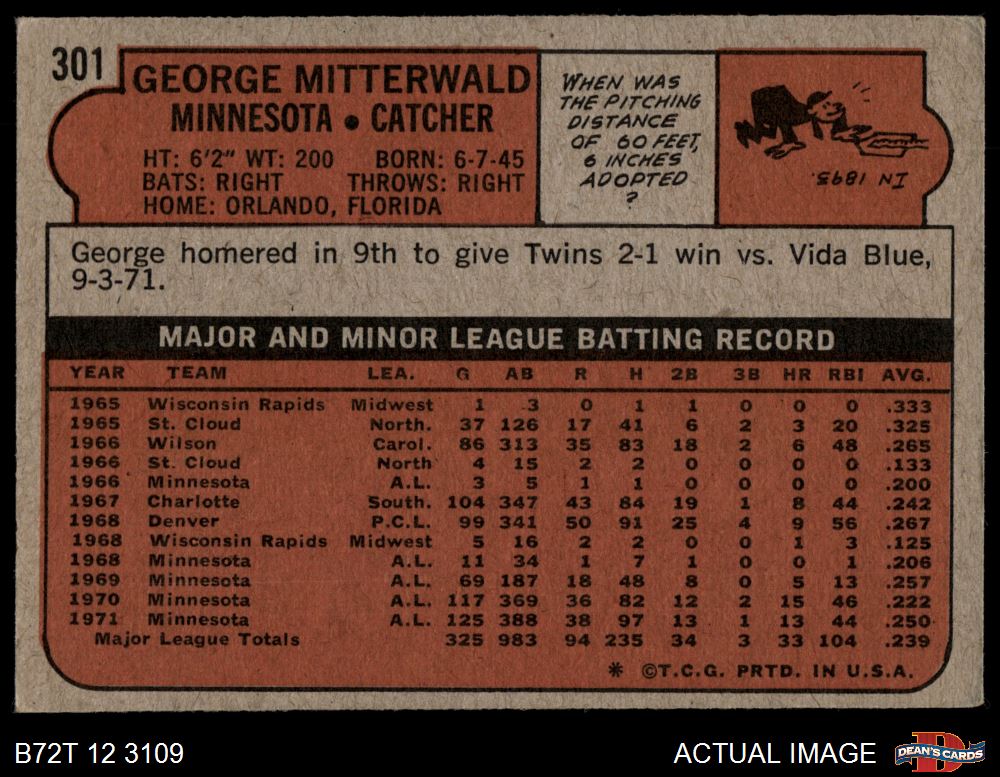 301
GEORGE MITTERWALD
MINNESOTA • CATCHER
HT: 6'2" WT: 200 BORN: 6-7-45
BATS: RIGHT THROWS: RIGHT
HOME: ORLANDO, FLORIDA
WHEN WAS
THE PITCHING
DISTANCE
OF 60 FEET,
6 INCHES
ADOPTED
?
IN 1893.
George homered in 9th to give Twins 2-1 win vs. Vida Blue,
9-3-71.
MAJOR AND MINOR LEAGUE BATTING RECORD
YEAR TEAM LEA. G AB R H 2B 3B HR RBI AVG.
1965 Wisconsin Rapids Midwest 1 3 0 1 1 0 0 0 .333
1965 St. Cloud North. 37 126 17 41 6 2 3 20 .325
1966 Wilson Carol. 86 313 35 83 18 2 6 48 .265
1966 St. Cloud North 4 15 2 2 0 0 0 0 .133
1966 Minnesota A.L. 3 5 1 1 0 0 0 0 .200
1967 Charlotte South. 104 347 43 84 19 1 8 44 .242
1968 Denver P.C.L. 99 341 50 91 25 4 9 56 .267
1968 Wisconsin Rapids Midwest 5 16 2 2 0 0 1 3 .125
1968 Minnesota A.L. 11 34 1 7 1 0 0 1 .206
1969 Minnesota A.L. 69 187 18 48 8 0 5 13 .257
1970 Minnesota A.L. 117 369 36 82 12 2 15 46 .222
1971 Minnesota A.L. 125 388 38 97 13 1 13 44 .250
Major League Totals 325 983 94 235 34 3 33 104 .239
* ©T.C.G. PRTD. IN U.S.A.
B72T 12 3109
ACTUAL IMAGE
DEAN'S CARDS